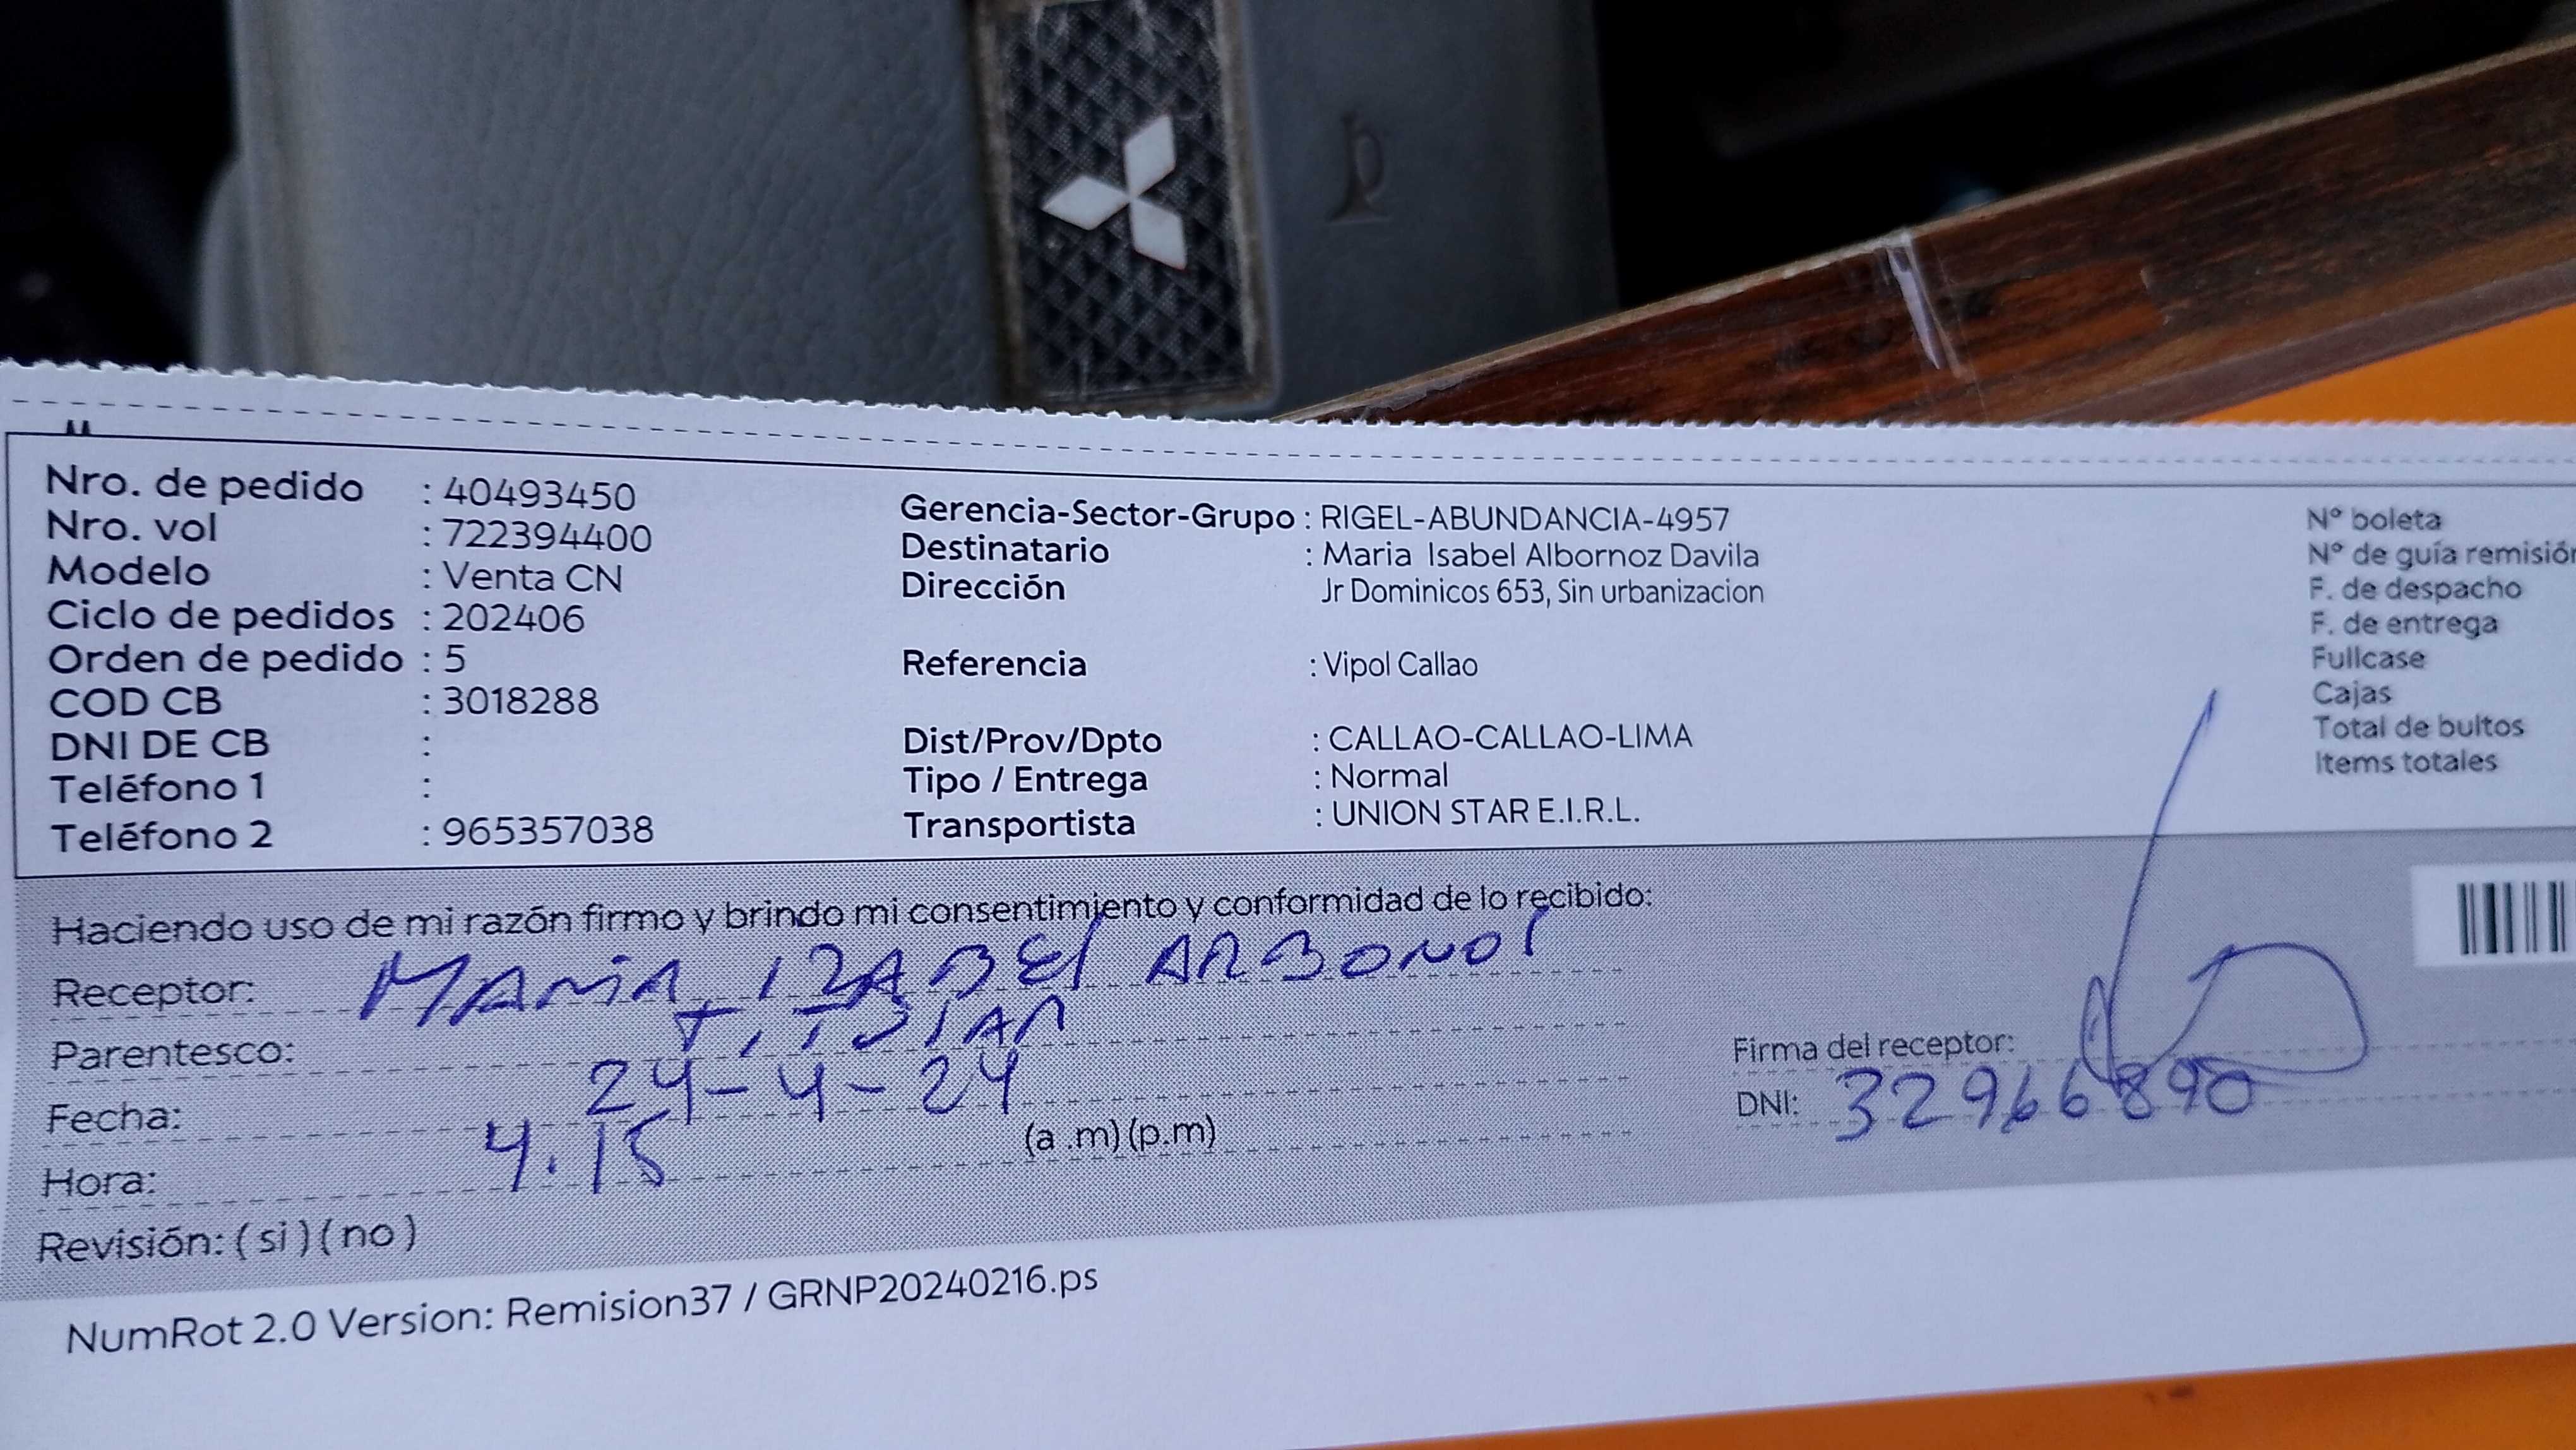 Nro. de pedido : 40493450
Nro. vol : 722394400
Modelo : Venta CN
Ciclo de pedidos : 202406
Orden de pedido : 5
COD CB : 3018288
DNI DE CB :
Teléfono 1 :
Teléfono 2 : 965357038
Gerencia-Sector-Grupo : RIGEL-ABUNDANCIA-4957
Destinatario : Maria Isabel Albornoz Davila
Dirección Jr Dominicos 653, Sin urbanizacion
Referencia : Vipol Callao
Dist/Prov/Dpto : CALLAO-CALLAO-LIMA
Tipo / Entrega : Normal
Transportista : UNION STAR E.I.R.L.
N° boleta
N° de guía remisión
F. de despacho
F. de entrega
Fullcase
Cajas
Total de bultos
Items totales
Haciendo uso de mi razón firmo y brindo mi consentimiento y conformidad de lo recibido:
Receptor: MARIA IZABEL
Parentesco: TITULAR
Fecha: 24-4-24
Hora: 4.15 (a .m) (p.m)
Revisión: ( si ) ( no )
Firma del receptor:
DNI: 32966890
NumRot 2.0 Version: Remision37 / GRNP20240216.ps